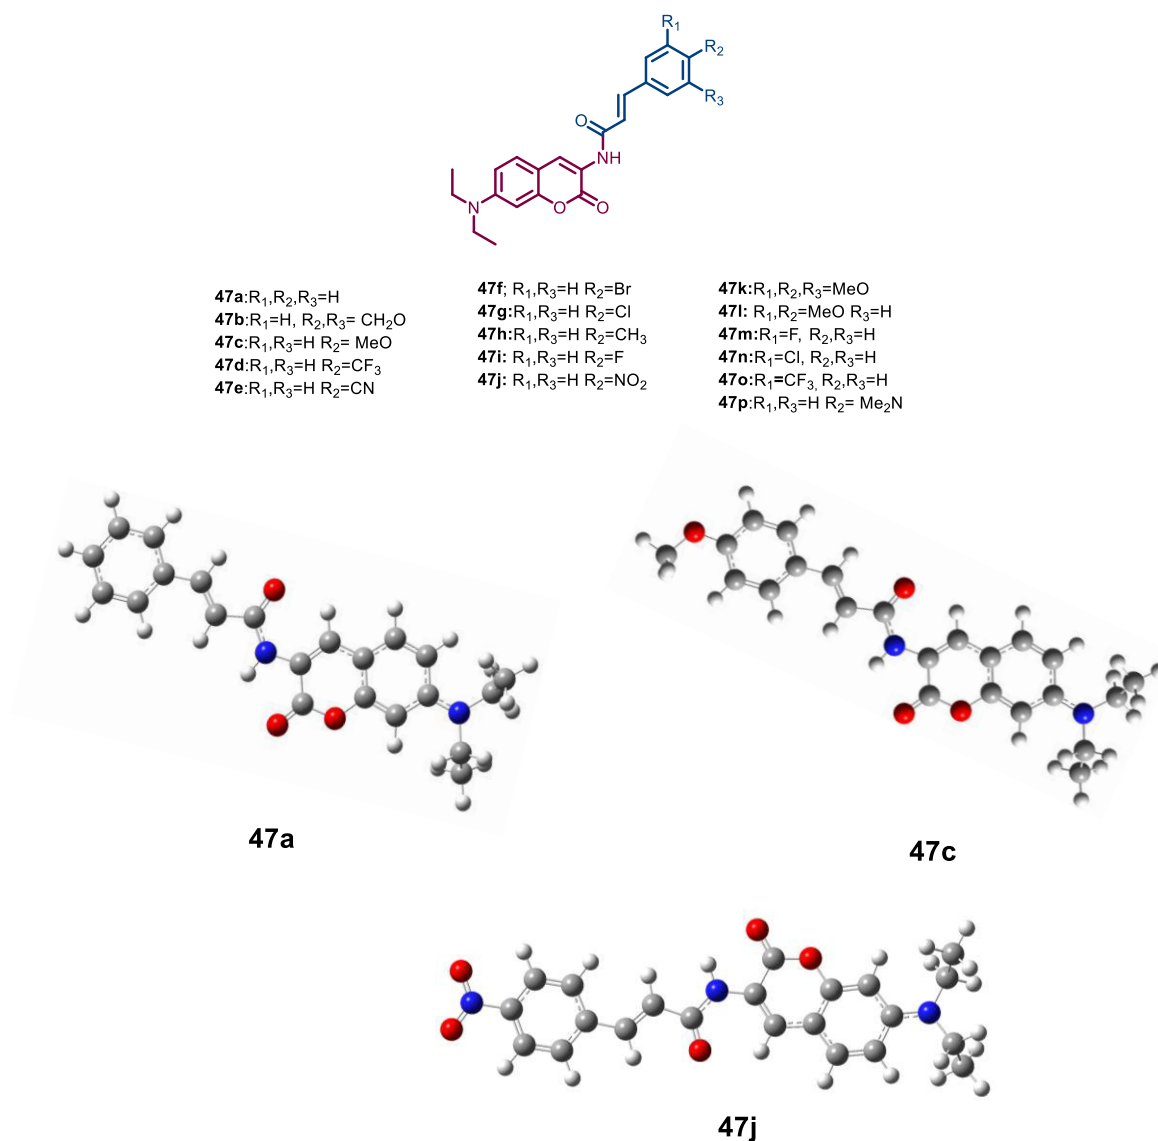 R1
R2
R3
O
NH
N
O
O
47a:R1,R2,R3=H
47b:R1=H, R2,R3= CH2O
47c:R1,R3=H R2= MeO
47d:R1,R3=H R2=CF3
47e:R1,R3=H R2=CN
47f; R1,R3=H R2=Br
47g:R1,R3=H R2=Cl
47h:R1,R3=H R2=CH3
47i: R1,R3=H R2=F
47j: R1,R3=H R2=NO2
47k:R1,R2,R3=MeO
47l: R1,R2=MeO R3=H
47m:R1=F, R2,R3=H
47n:R1=Cl, R2,R3=H
47o:R1=CF3, R2,R3=H
47p:R1,R3=H R2= Me2N
47a
47c
47j